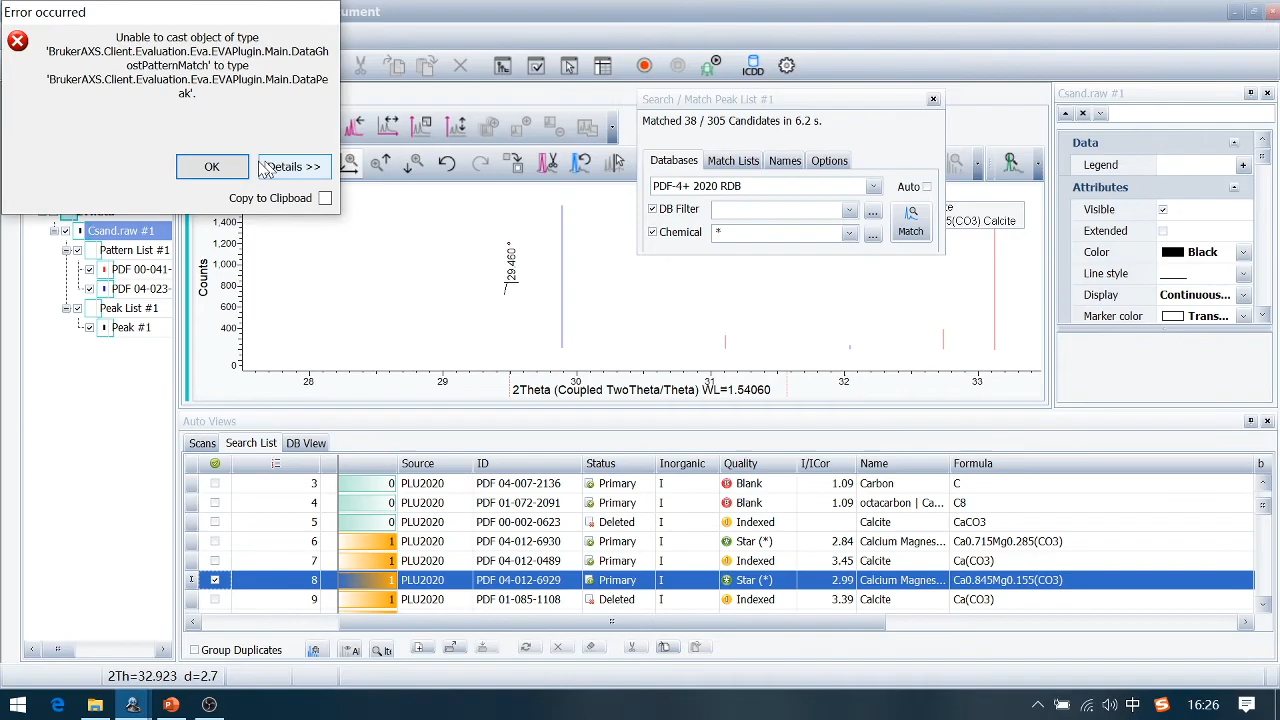 Error occurred
Unable to cast object of type
'BrukerAXS.Client.Evaluation.Eva.EVAPlugin.Main.DataGh
ostPatternMatch' to type
'BrukerAXS.Client.Evaluation.Eva.EVAPlugin.Main.DataPe
ak'.
OK
Details >>
Copy to Clipboard
ICDD
Search / Match Peak List #1
Matched 38 / 305 Candidates in 6.2 s.
Databases Match Lists Names Options
PDF-4+ 2020 RDB Auto
DB Filter ...
Chemical * ... Match
5(CO3) Calcite
Csand.raw #1
Data
Legend
Attributes
Visible
Extended
Color Black
Line style
Display Continuous...
Marker color Trans...
Csand.raw #1
Pattern List #1
PDF 00-041-
PDF 04-023-
Peak List #1
Peak #1
Counts
1,400
1,200
1,000
800
600
400
200
0
29.460 °
28 29 30 31 32 33
2Theta (Coupled TwoTheta/Theta) WL=1.54060
Auto Views
Scans Search List DB View
Source ID Status Inorganic Quality I/ICor Name Formula b
3 0 PLU2020 PDF 04-007-2136 Primary I Blank 1.09 Carbon C
4 0 PLU2020 PDF 01-072-2091 Primary I Blank 1.09 octacarbon | Ca... C8
5 0 PLU2020 PDF 00-002-0623 Deleted I Indexed Calcite CaCO3
6 1 PLU2020 PDF 04-012-6930 Primary I Star (*) 2.84 Calcium Magnes... Ca0.715Mg0.285(CO3)
7 1 PLU2020 PDF 04-012-0489 Primary I Indexed 3.45 Calcite Ca(CO3)
8 1 PLU2020 PDF 04-012-6929 Primary I Star (*) 2.99 Calcium Magnes... Ca0.845Mg0.155(CO3)
9 PLU2020 PDF 01-085-1108 Deleted I Indexed 3.39 Calcite Ca(CO3)
Group Duplicates
2Th=32.923 d=2.7
中 16:26